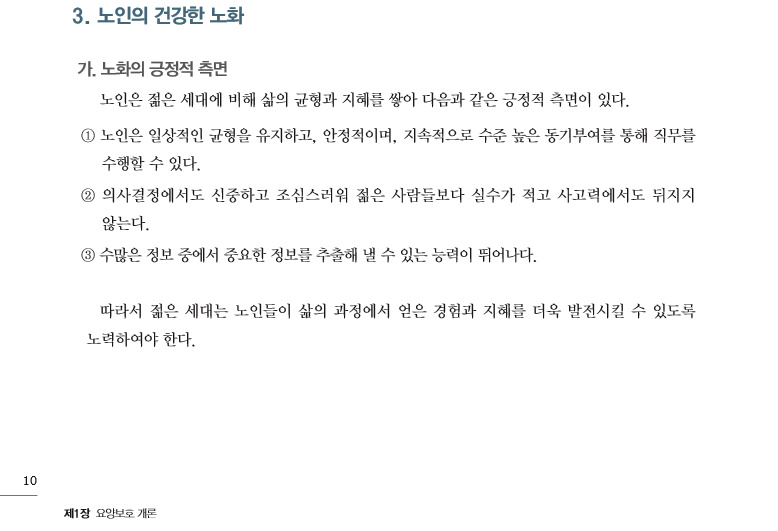 3. 노인의 건강한 노화
가. 노화의 긍정적 측면
노인은 젊은 세대에 비해 삶의 균형과 지혜를 쌓아 다음과 같은 긍정적 측면이 있다.
① 노인은 일상적인 균형을 유지하고, 안정적이며, 지속적으로 수준 높은 동기부여를 통해 직무를
수행할 수 있다.
② 의사결정에서도 신중하고 조심스러워 젊은 사람들보다 실수가 적고 사고력에서도 뒤지지
않는다.
③ 수많은 정보 중에서 중요한 정보를 추출해 낼 수 있는 능력이 뛰어나다.
따라서 젊은 세대는 노인들이 삶의 과정에서 얻은 경험과 지혜를 더욱 발전시킬 수 있도록
노력하여야 한다.
10
제1장 요양보호 개론